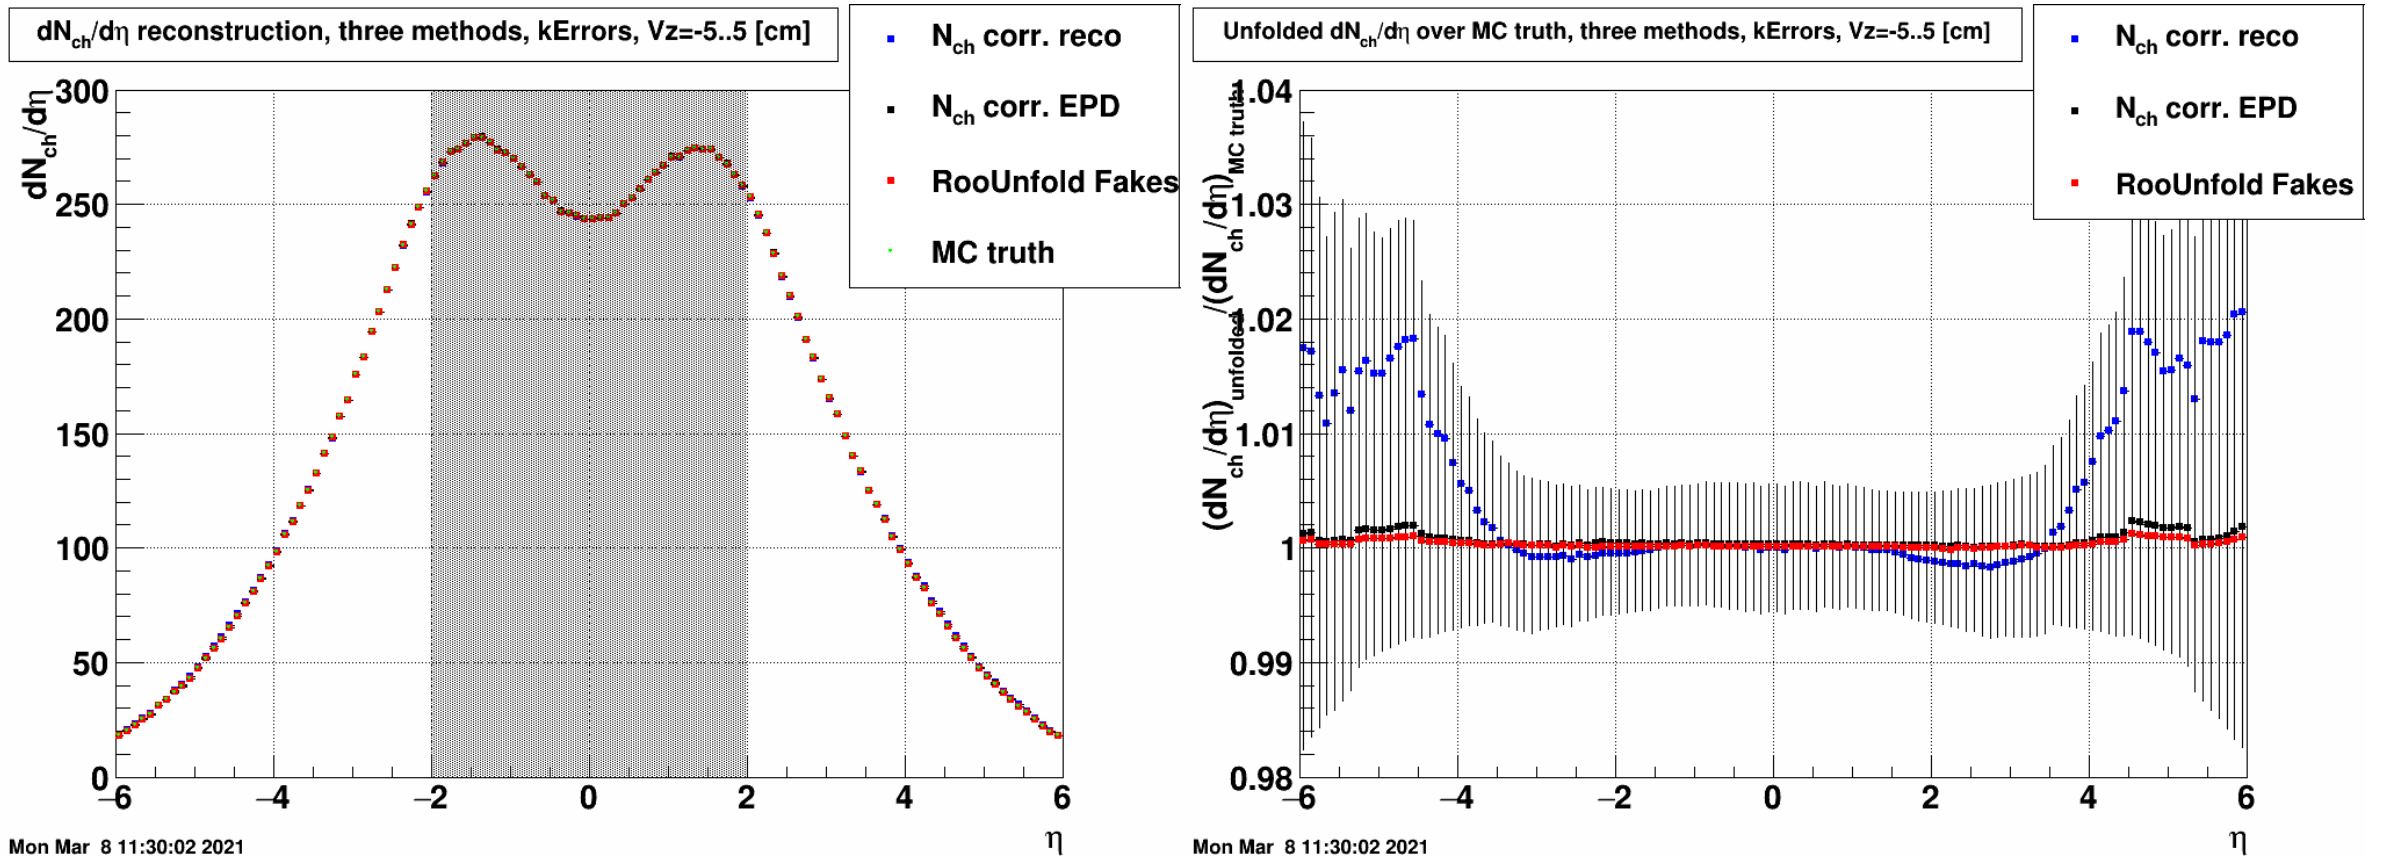 dNch/dη reconstruction, three methods, kErrors, Vz=-5..5 [cm]
Nch corr. reco
Nch corr. EPD
RooUnfold Fakes
MC truth
dNch/dη
300
250
200
150
100
50
0
−6 −4 −2 0 2 4 6
η
Mon Mar 8 11:30:02 2021
Unfolded dNch/dη over MC truth, three methods, kErrors, Vz=-5..5 [cm]
Nch corr. reco
Nch corr. EPD
RooUnfold Fakes
(dNch/dη)unfolded /(dNch/dη)MC truth
1.04
1.03
1.02
1.01
1
0.99
0.98
−6 −4 −2 0 2 4 6
η
Mon Mar 8 11:30:02 2021